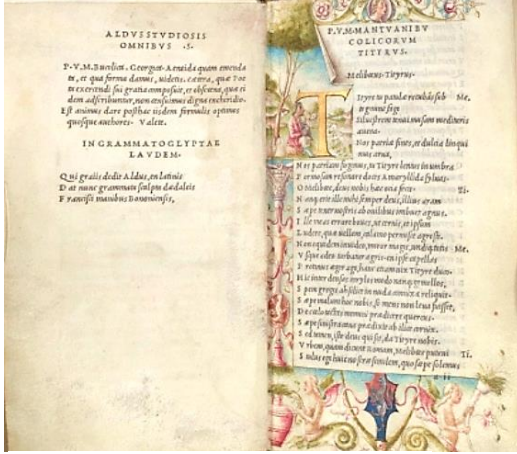 ALDVS STVDIOSIS
OMNIBVS .S.
P. V. M. Bucolica. Georgica. Aeneida quam emenda
ta, et qua forma damus, uidetis. caetera, quae Poe
ta exercendi sui gratia composuit, et obscena, quae ei
dem adscribuntur, non censuimus digna enchiridio.
Est animus dare posthac iisdem formulis optimos
quosque authores. Valete.
IN GRAMMATOGLYPTAE
LAVDEM.
Qui graiis dedit Aldus, en latinis
Dat nunc grammata scalpta daedaleis
Francisci manibus Bononiensis.
P. V. M. MANTVANI BV
COLICORVM
TITYRVS.
Meliboeus. Tityrus.
Tityre tu patulae recubas sub Me.
tegmine fagi
Siluestrem tenui musam meditaris
auena.
Nos patriae fines, et dulcia linqui
mus arua,
Nos patriam fugimus, tu Tityre lentus in umbra
Formosam resonare doces Amaryllida syluas.
O Meliboee, deus nobis haec ocia fecit. Ti.
Nanq; erit ille mihi semper deus, illius aram
Saepe tener nostris ab ouilibus imbuet agnus.
Ille meas errare boues, ut cernis, et ipsum
Ludere, quae uellem, calamo permisit agresti.
Non equidem inuideo, miror magis, undiq; totis Me.
Vsque adeo turbatur agris. en ipse capellas
Protinus aeger ago, hanc etiam uix Tityre duco.
Hic inter densas corylos modo nanq; gemellos,
Spem gregis ah silice in nuda connixa reliquit.
Saepe malum hoc nobis, si mens non laeua fuisset,
De coelo tactas memini praedicere quercus.
Saepe sinistra caua praedixit ab ilice cornix.
Sed tamen, iste deus qui sit, da Tityre nobis.
Vrbem, quam dicunt Romam, Meliboee putaui Ti.
Stultus ego huic nostrae similem, quo saepe solemus